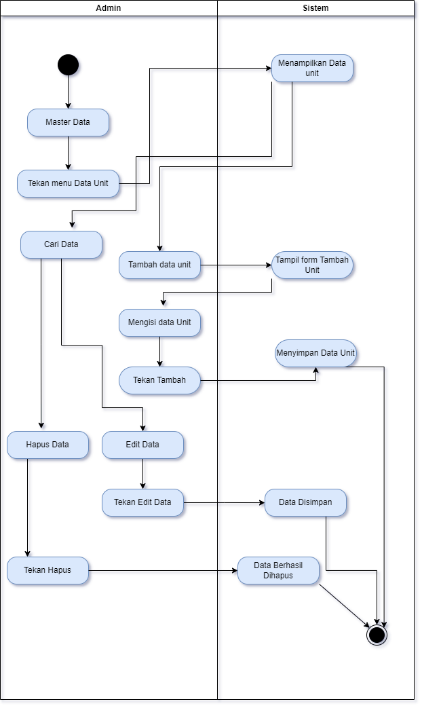 Admin
Sistem
Menampilkan Data
unit
Master Data
Tekan menu Data Unit
Cari Data
Tambah data unit
Tampil form Tambah
Unit
Mengisi data Unit
Menyimpan Data Unit
Tekan Tambah
Hapus Data
Edit Data
Tekan Edit Data
Data Disimpan
Tekan Hapus
Data Berhasil
Dihapus